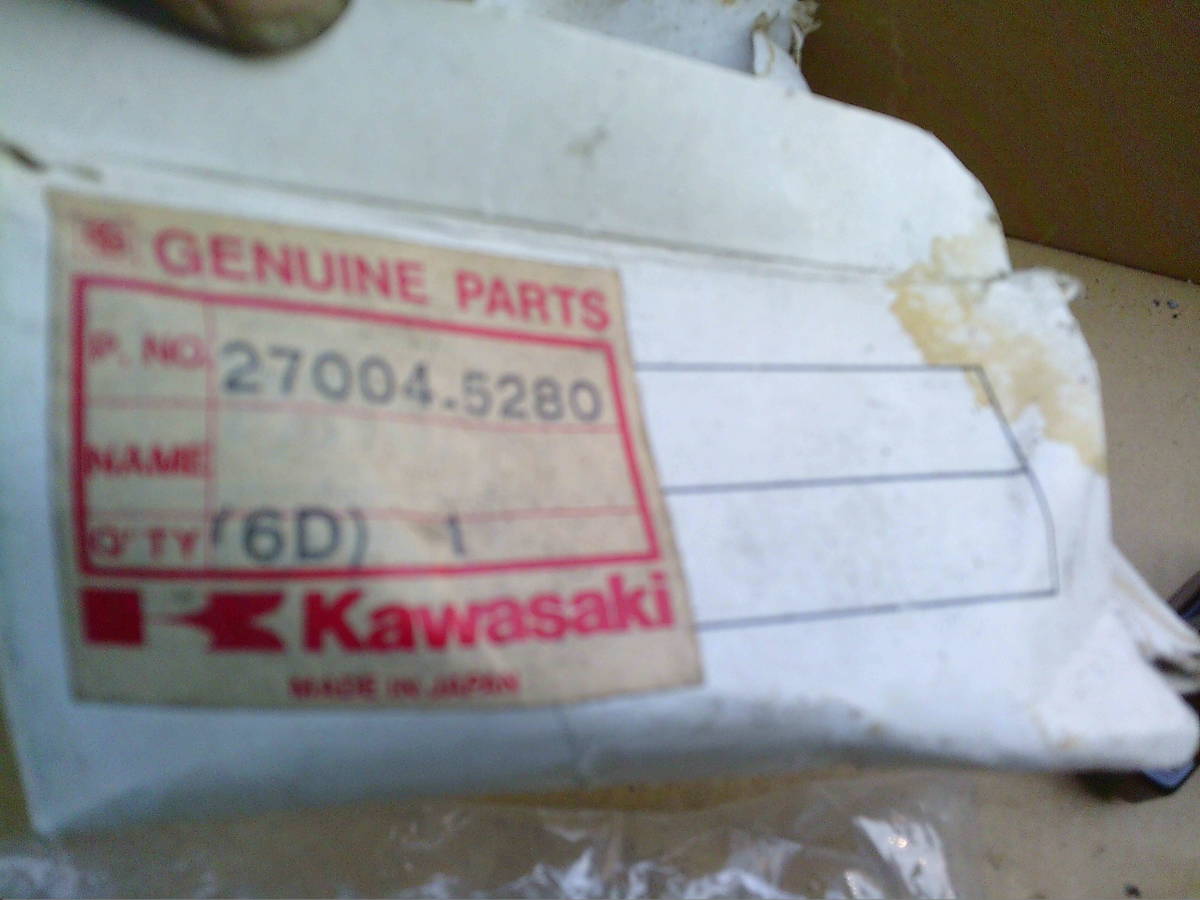 GENUINE PARTS
P. NO. 27004-5280
NAME
Q'TY (6D) 1
Kawasaki
MADE IN JAPAN